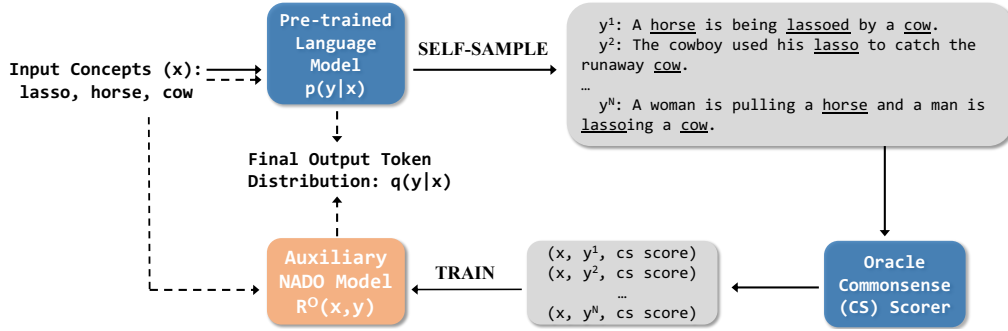 Input Concepts (x):
lasso, horse, cow
Pre-trained
Language
Model
p(y|x)
SELF-SAMPLE
y¹: A horse is being lassoed by a cow.
y²: The cowboy used his lasso to catch the
runaway cow.
…
yᴺ: A woman is pulling a horse and a man is
lassoing a cow.
Final Output Token
Distribution: q(y|x)
Auxiliary
NADO Model
Rᴼ(x,y)
TRAIN
(x, y¹, cs score)
(x, y², cs score)
…
(x, yᴺ, cs score)
Oracle
Commonsense
(CS) Scorer